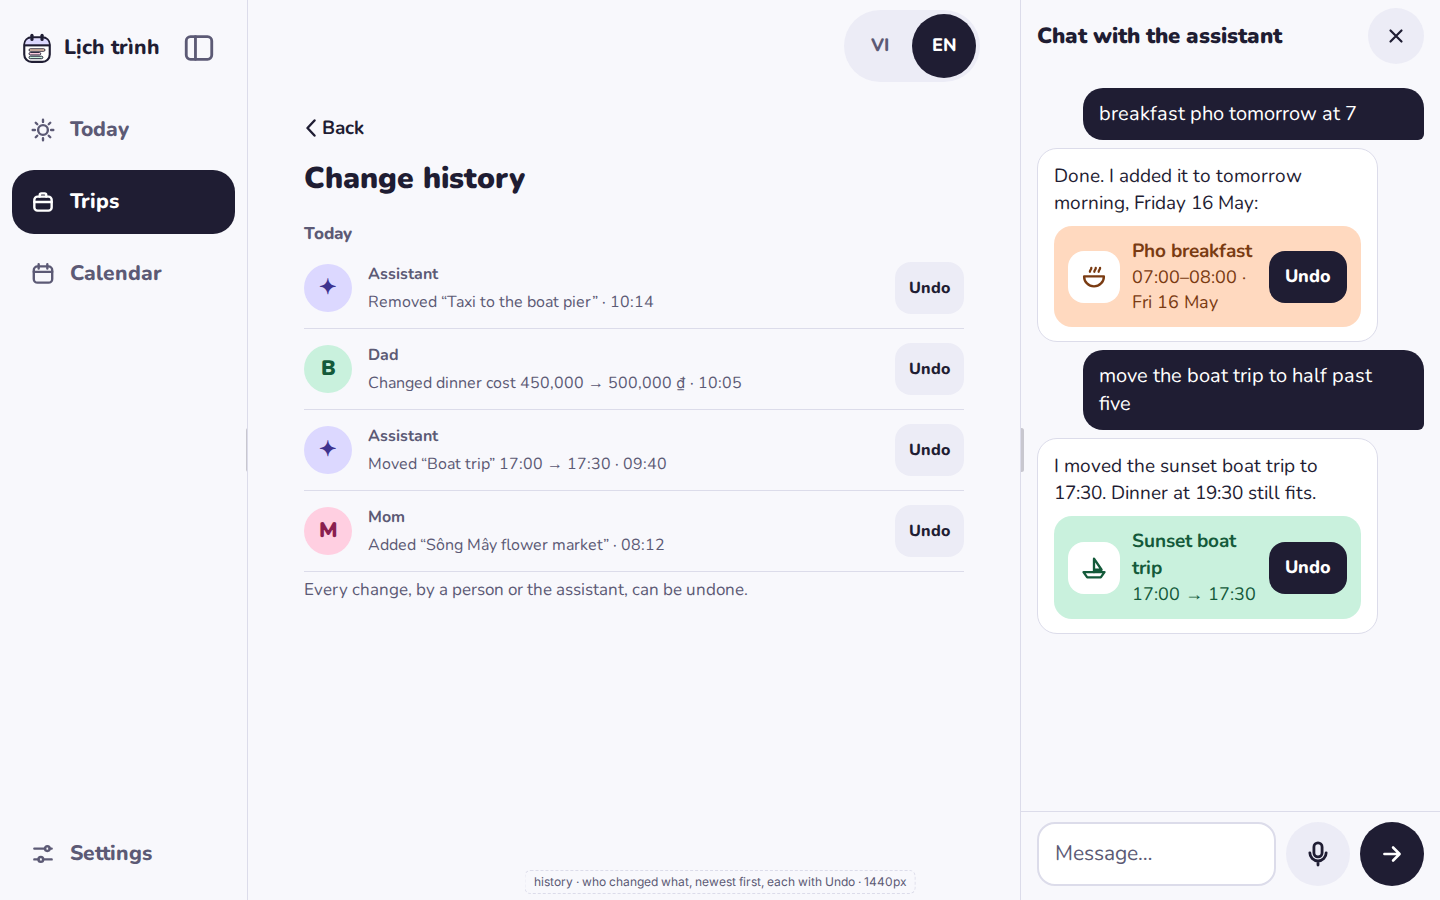 Lịch trình
Today
Trips
Calendar
Settings
VI
EN
Back
Change history
Today
Assistant
Removed “Taxi to the boat pier” · 10:14
Undo
B
Dad
Changed dinner cost 450,000 → 500,000 ₫ · 10:05
Undo
Assistant
Moved “Boat trip” 17:00 → 17:30 · 09:40
Undo
M
Mom
Added “Sông Mây flower market” · 08:12
Undo
Every change, by a person or the assistant, can be undone.
history · who changed what, newest first, each with Undo · 1440px
Chat with the assistant
breakfast pho tomorrow at 7
Done. I added it to tomorrow
morning, Friday 16 May:
Pho breakfast
07:00–08:00 ·
Fri 16 May
Undo
move the boat trip to half past
five
I moved the sunset boat trip to
17:30. Dinner at 19:30 still fits.
Sunset boat
trip
17:00 → 17:30
Undo
Message...